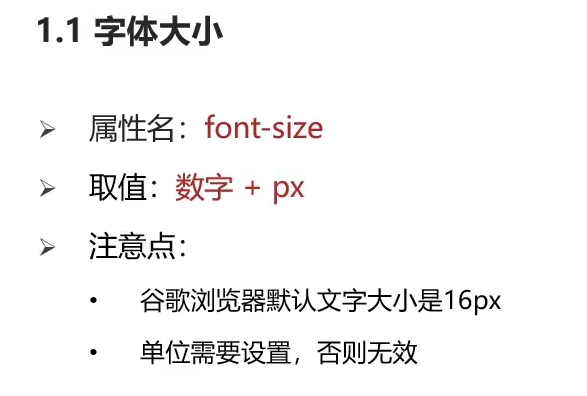 1.1 字体大小
➢ 属性名：font-size
➢ 取值：数字 + px
➢ 注意点：
• 谷歌浏览器默认文字大小是16px
• 单位需要设置，否则无效